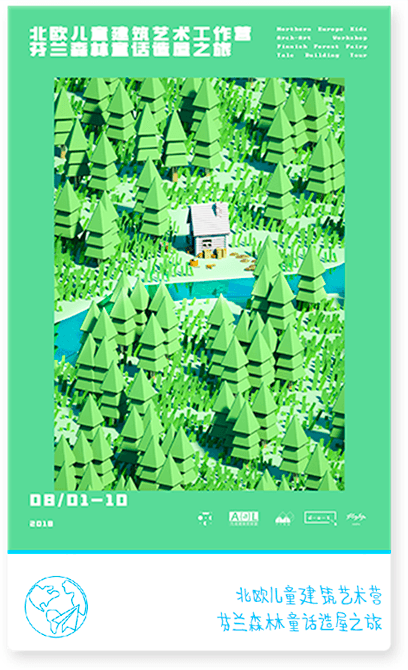 北欧儿童建筑艺术工作营
芬兰森林童话造屋之旅
Northern Europe Kids
Arch-Art Workshop
Finnish Forest Fairy
Tale Building Tour
08/01-10
2018
北欧儿童建筑艺术营
芬兰森林童话造屋之旅